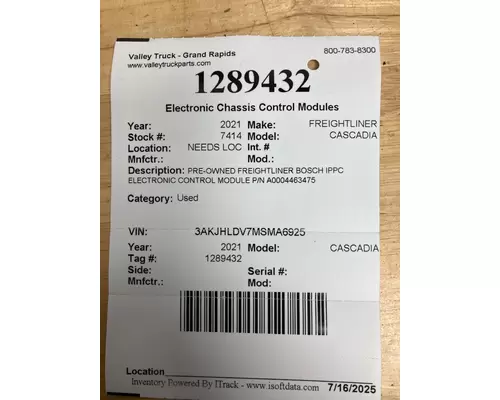 Valley Truck - Grand Rapids 800-783-8300
www.valleytruckparts.com
1289432
Electronic Chassis Control Modules
Year: 2021 Make: FREIGHTLINER
Stock #: 7414 Model: CASCADIA
Location: NEEDS LOC Int. #
Mnfctr.: Mod.:
Description: PRE-OWNED FREIGHTLINER BOSCH IPPC
ELECTRONIC CONTROL MODULE P/N A0004463475
Category: Used
VIN: 3AKJHLDV7MSMA6925
Year: 2021 Model: CASCADIA
Tag #: 1289432
Side: Serial #:
Mnfctr.: Mod:
Location
Inventory Powered By ITrack - www.isoftdata.com 7/16/2025